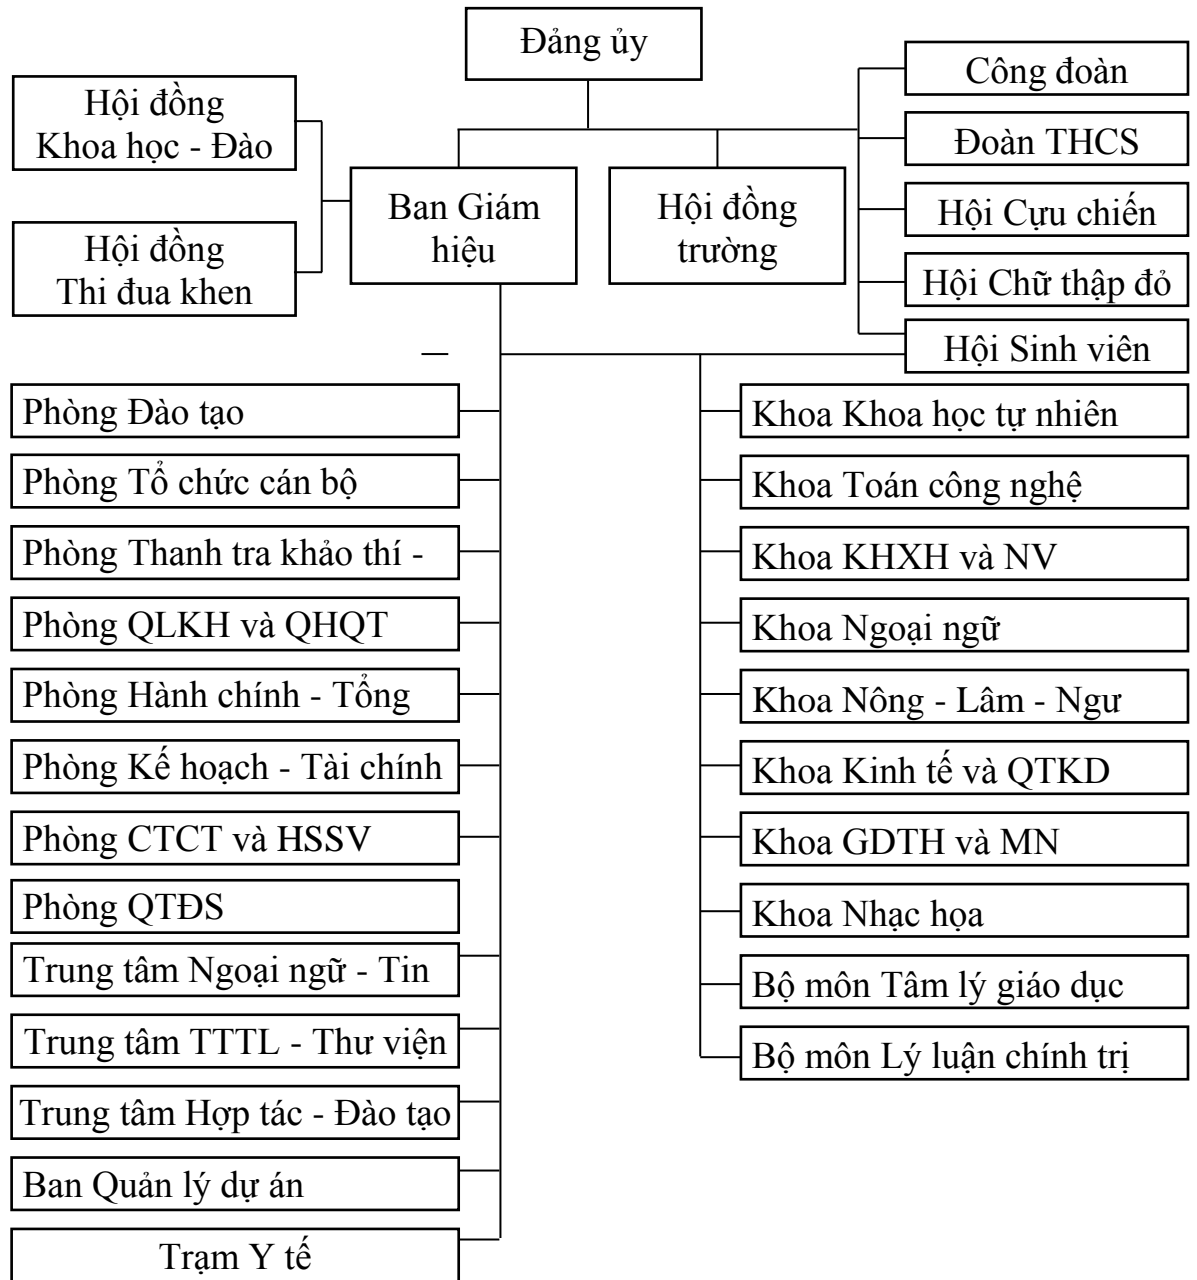 Đảng ủy
Hội đồng
Khoa học - Đào
Hội đồng
Thi đua khen
Ban Giám
hiệu
Hội đồng
trường
Công đoàn
Đoàn THCS
Hội Cựu chiến
Hội Chữ thập đỏ
Hội Sinh viên
Phòng Đào tạo
Phòng Tổ chức cán bộ
Phòng Thanh tra khảo thí -
Phòng QLKH và QHQT
Phòng Hành chính - Tổng
Phòng Kế hoạch - Tài chính
Phòng CTCT và HSSV
Phòng QTĐS
Trung tâm Ngoại ngữ - Tin
Trung tâm TTTL - Thư viện
Trung tâm Hợp tác - Đào tạo
Ban Quản lý dự án
Trạm Y tế
Khoa Khoa học tự nhiên
Khoa Toán công nghệ
Khoa KHXH và NV
Khoa Ngoại ngữ
Khoa Nông - Lâm - Ngư
Khoa Kinh tế và QTKD
Khoa GDTH và MN
Khoa Nhạc họa
Bộ môn Tâm lý giáo dục
Bộ môn Lý luận chính trị